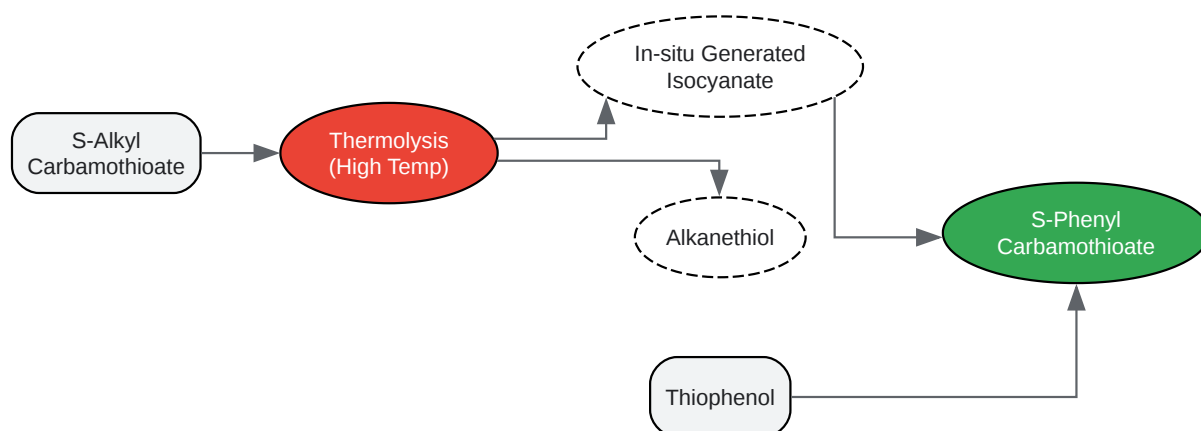 S-Alkyl
Carbamothioate
Thermolysis
(High Temp)
In-situ Generated
Isocyanate
Alkanethiol
S-Phenyl
Carbamothioate
Thiophenol